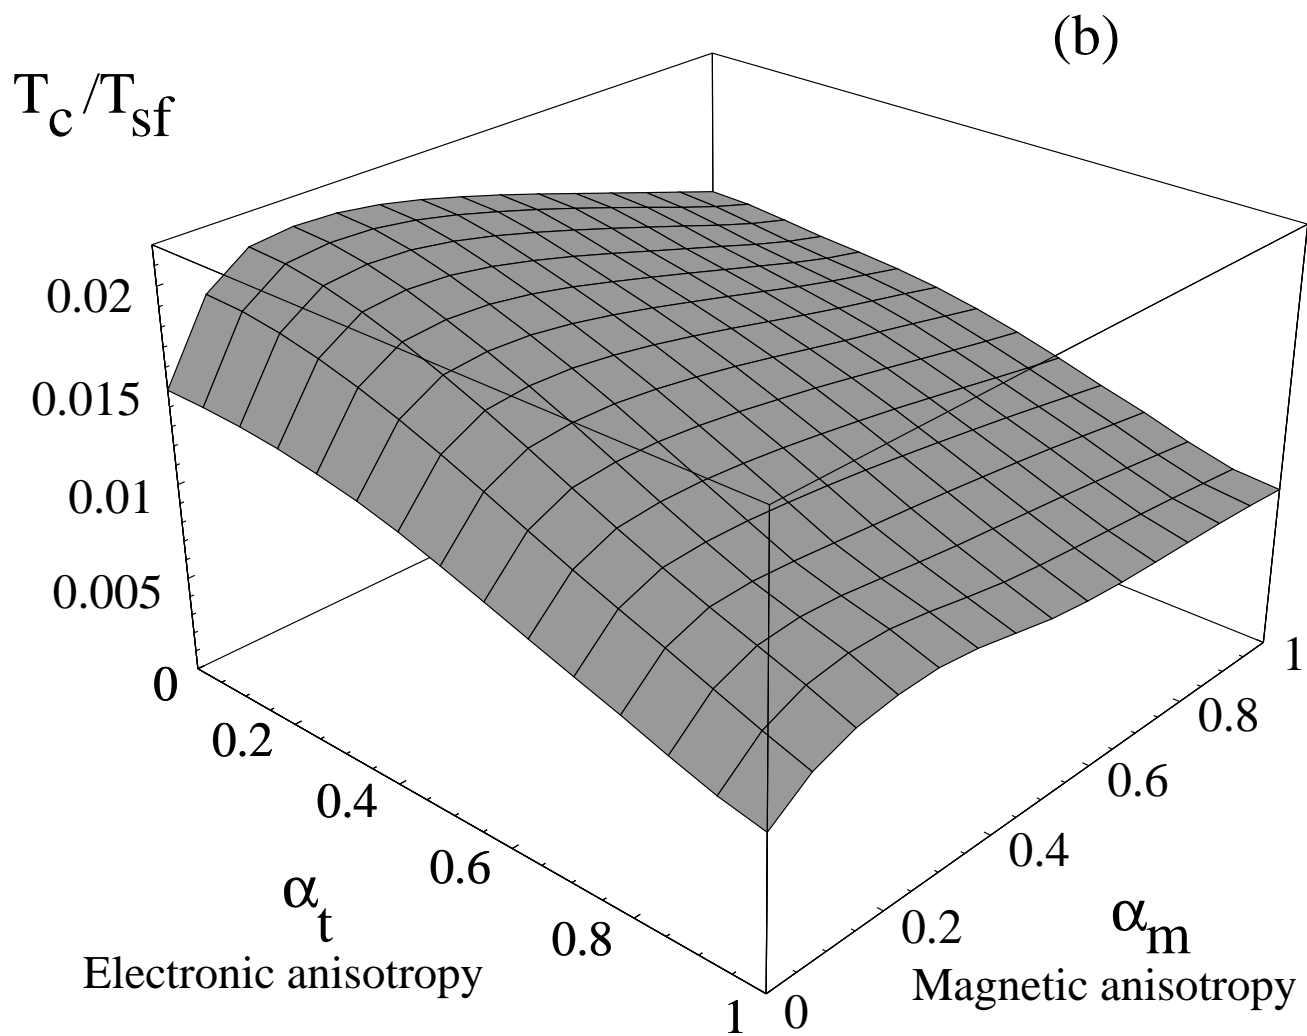 (b)
T_c/T_sf
0.02
0.015
0.01
0.005
0
0.2
0.4
0.6
0.8
1
α_t
Electronic anisotropy
0
0.2
0.4
0.6
0.8
1
α_m
Magnetic anisotropy